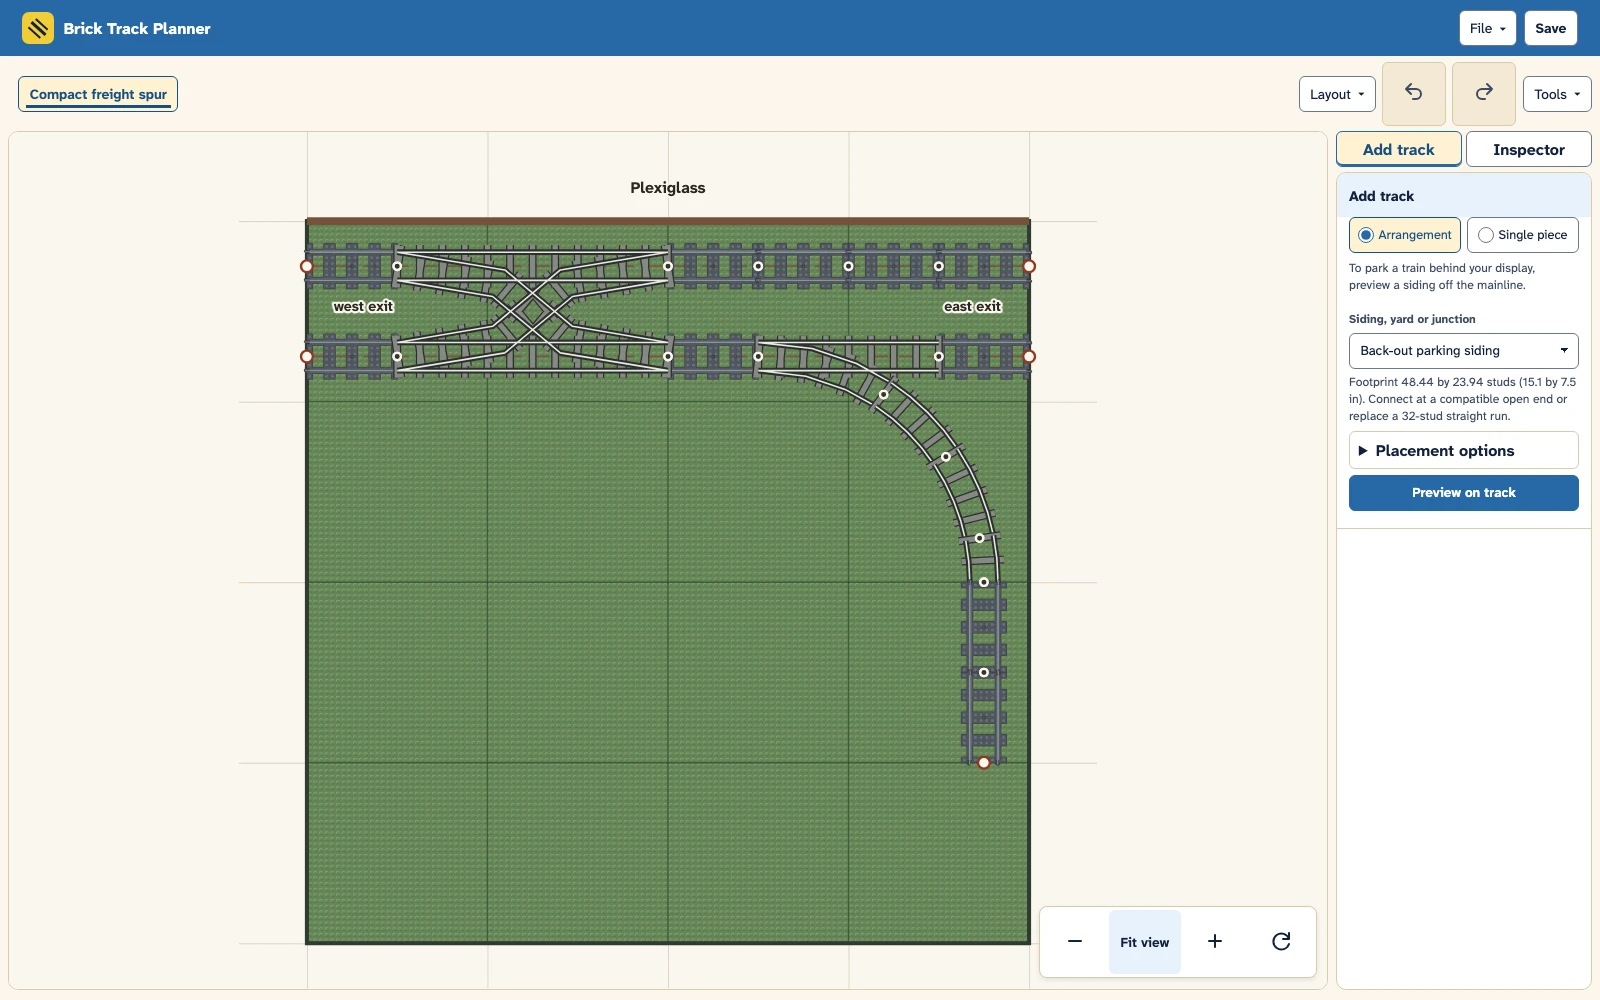 Brick Track Planner
File
Save
Compact freight spur
Layout
Tools
Add track
Inspector
Plexiglass
west exit
east exit
Add track
Arrangement
Single piece
To park a train behind your display,
preview a siding off the mainline.
Siding, yard or junction
Back-out parking siding
Footprint 48.44 by 23.94 studs (15.1 by 7.5
in). Connect at a compatible open end or
replace a 32-stud straight run.
Placement options
Preview on track
Fit view